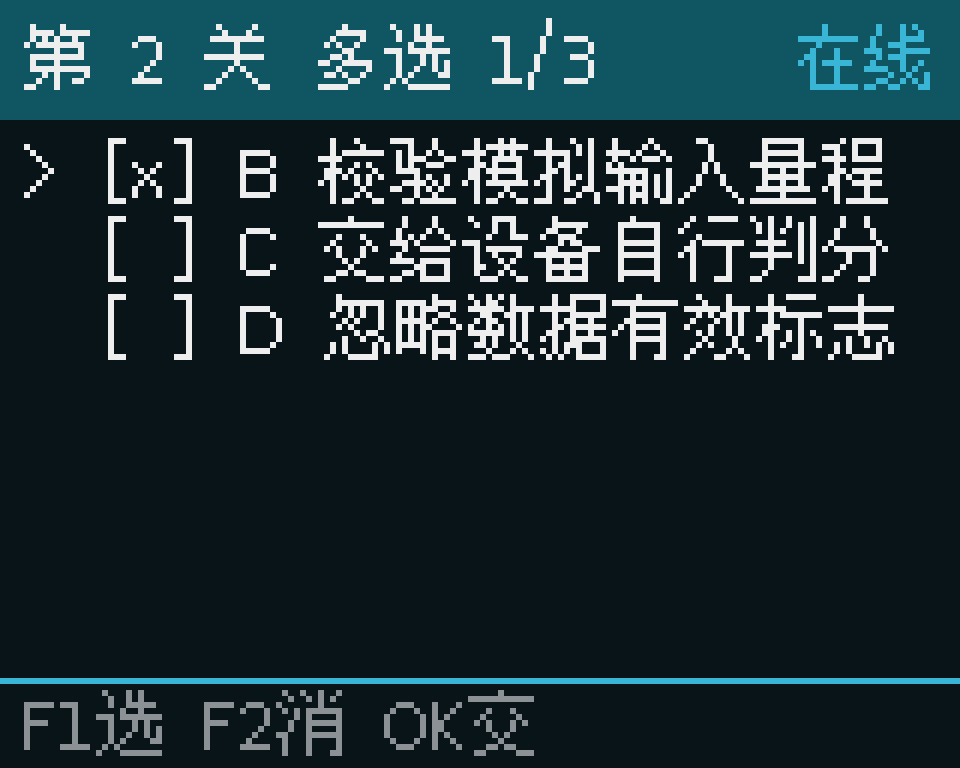 第 2 关 多选 1/3 在线
> [x] B 校验模拟输入量程
[ ] C 交给设备自行判分
[ ] D 忽略数据有效标志
F1选 F2消 OK交